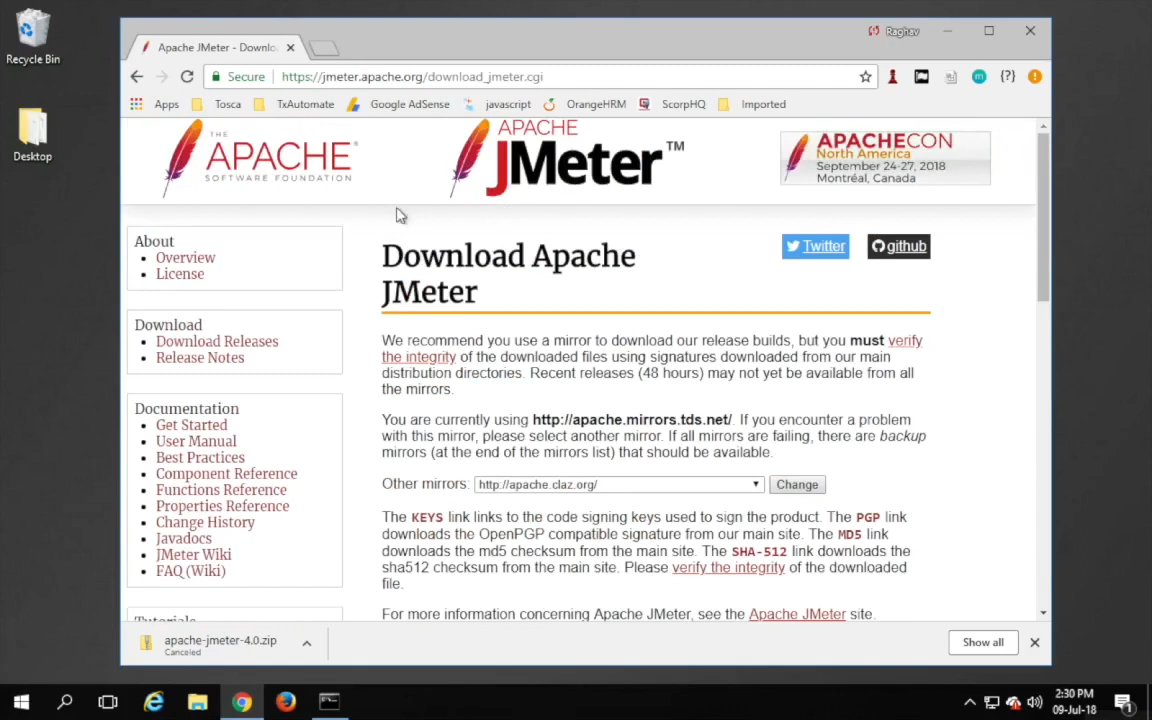 Recycle Bin
Desktop
Apache JMeter - Downlo
Raghav
Secure
https://jmeter.apache.org/download_jmeter.cgi
Apps
Tosca
TxAutomate
Google AdSense
javascript
OrangeHRM
ScorpHQ
Imported
THE
APACHE
SOFTWARE FOUNDATION
APACHE
JMeter™
APACHECON
North America
September 24-27, 2018
Montréal, Canada
About
Overview
License
Download
Download Releases
Release Notes
Documentation
Get Started
User Manual
Best Practices
Component Reference
Functions Reference
Properties Reference
Change History
Javadocs
JMeter Wiki
FAQ (Wiki)
Tutorials
Download Apache
JMeter
Twitter
github
We recommend you use a mirror to download our release builds, but you must verify
the integrity of the downloaded files using signatures downloaded from our main
distribution directories. Recent releases (48 hours) may not yet be available from all
the mirrors.
You are currently using http://apache.mirrors.tds.net/. If you encounter a problem
with this mirror, please select another mirror. If all mirrors are failing, there are backup
mirrors (at the end of the mirrors list) that should be available.
Other mirrors: http://apache.claz.org/ Change
The KEYS link links to the code signing keys used to sign the product. The PGP link
downloads the OpenPGP compatible signature from our main site. The MD5 link
downloads the md5 checksum from the main site. The SHA-512 link downloads the
sha512 checksum from the main site. Please verify the integrity of the downloaded
file.
For more information concerning Apache JMeter, see the Apache JMeter site.
apache-jmeter-4.0.zip
Canceled
Show all
2:30 PM
09-Jul-18